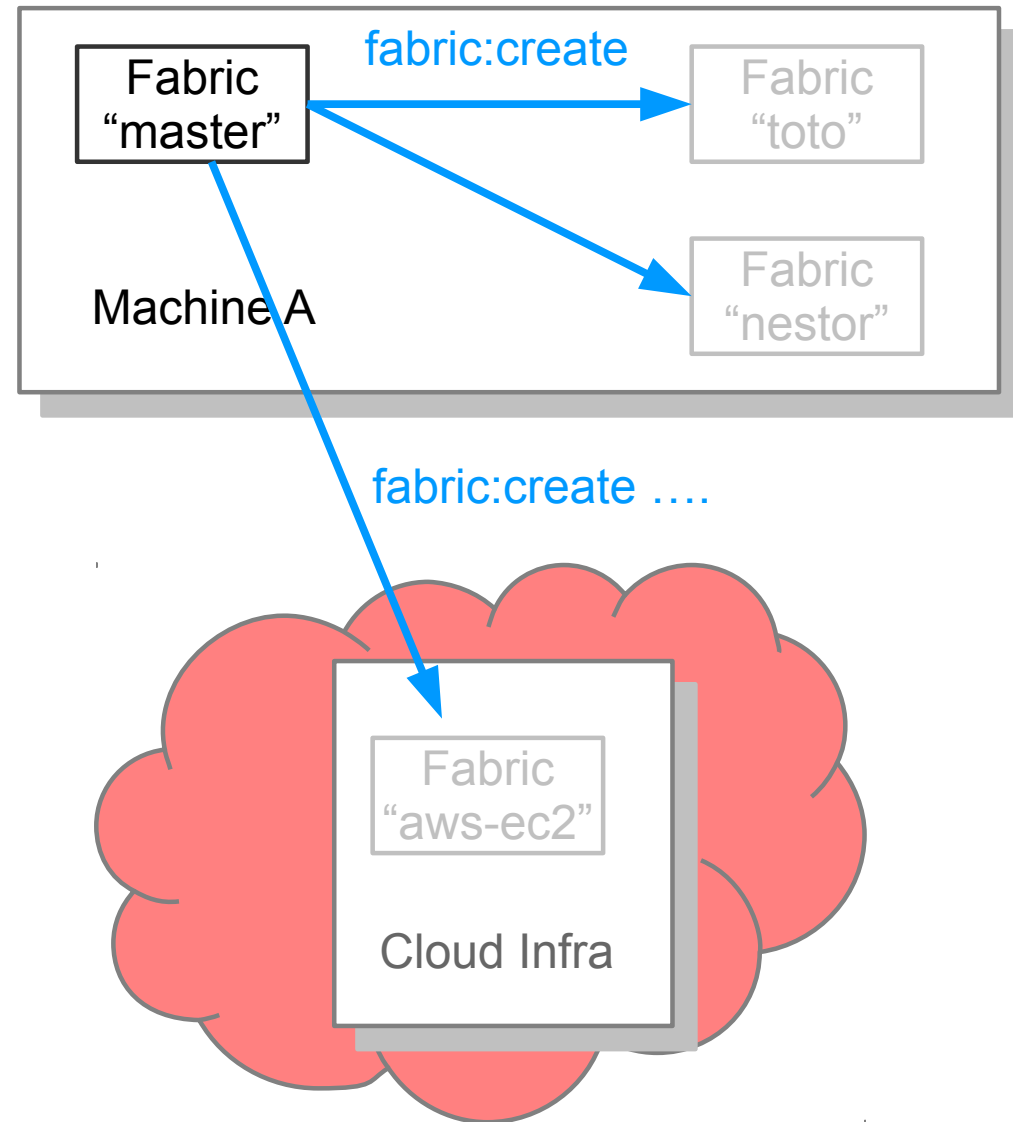 fabric:create
Fabric
“master”
Fabric
“toto”
Fabric
“nestor”
Machine A
fabric:create ….
Fabric
“aws-ec2”
Cloud Infra